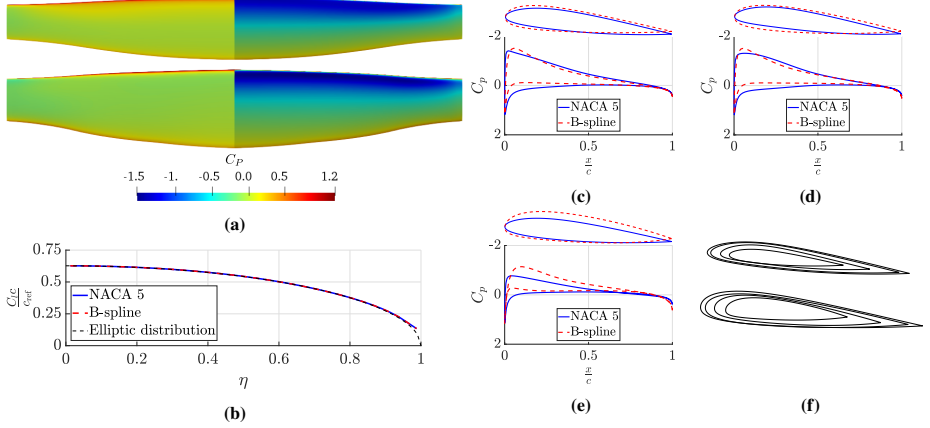 C_P
-1.5 -1. -0.5 0.0 0.5 1.2
(a)
0.75
0.5
0.25
0
C_l c
c_ref
NACA 5
B-spline
Elliptic distribution
0 0.2 0.4 0.6 0.8 1
η
(b)
-2
0
2
C_p
NACA 5
B-spline
0 0.5 1
x
c
(c)
-2
0
2
C_p
NACA 5
B-spline
0 0.5 1
x
c
(d)
-2
0
2
C_p
NACA 5
B-spline
0 0.5 1
x
c
(e)
(f)